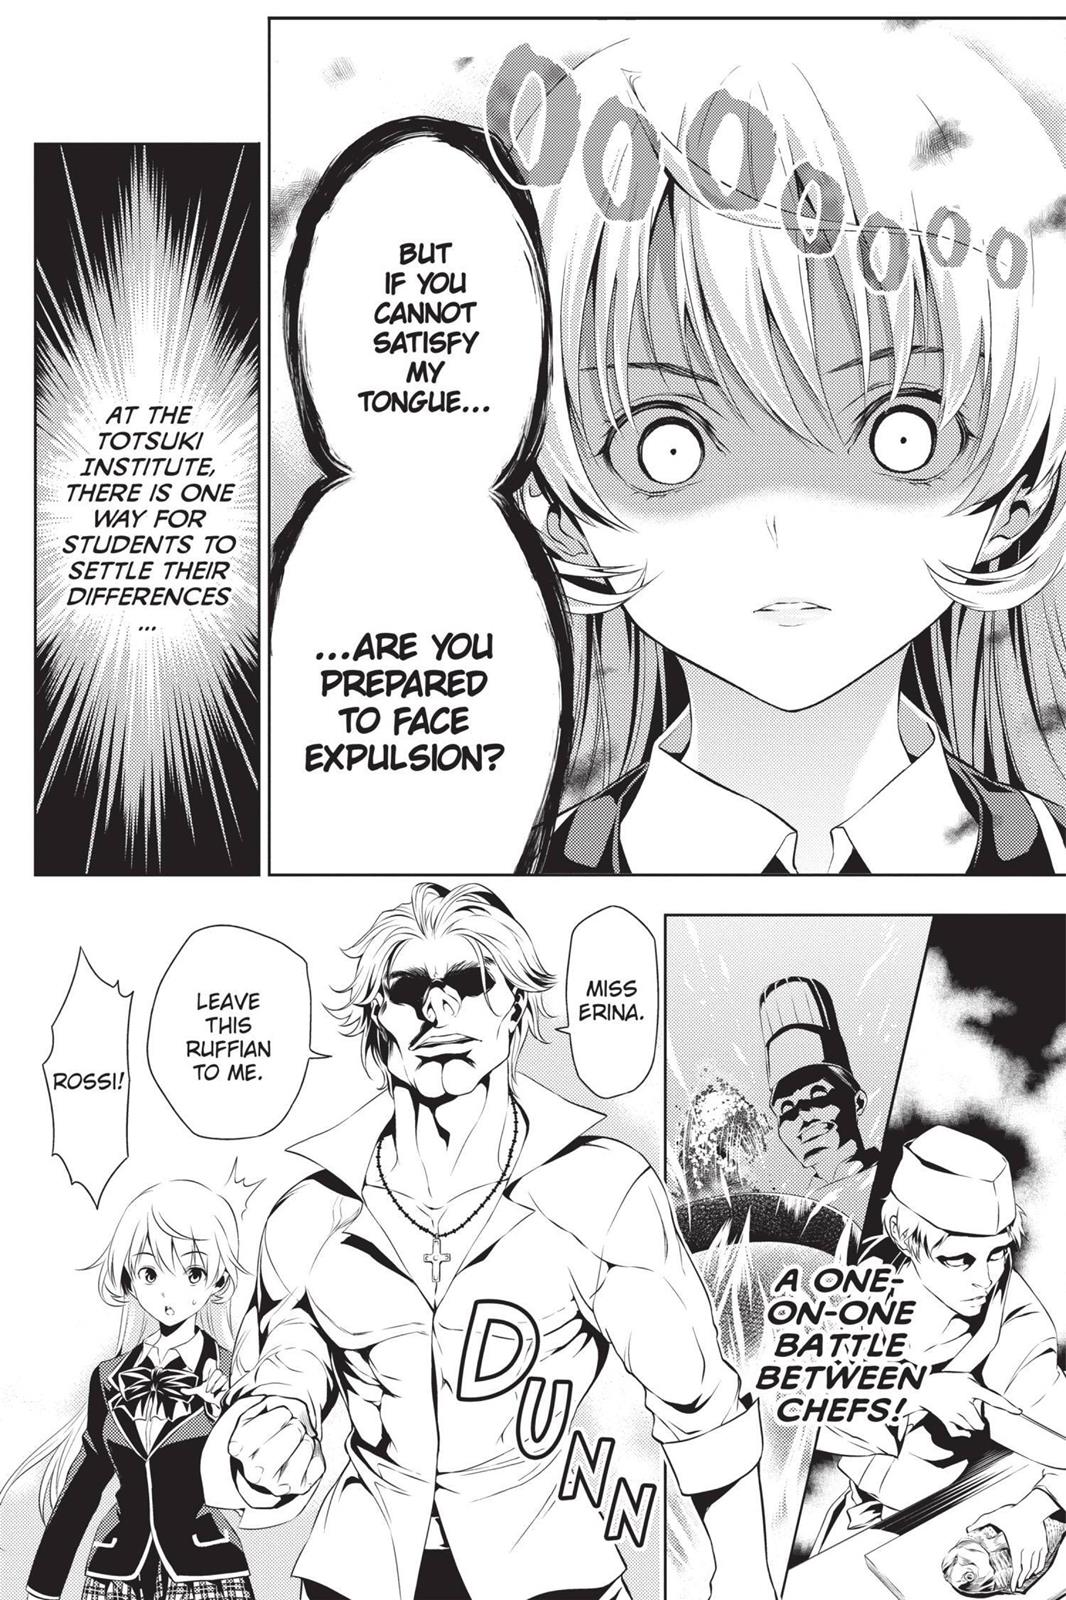 OOOOOOOO
BUT
IF YOU
CANNOT
SATISFY
MY
TONGUE...
...ARE YOU
PREPARED
TO FACE
EXPULSION?
AT THE
TOTSUKI
INSTITUTE,
THERE IS ONE
WAY FOR
STUDENTS TO
SETTLE THEIR
DIFFERENCES
...
A ONE-
ON-ONE
BATTLE
BETWEEN
CHEFS!
MISS
ERINA.
LEAVE
THIS
RUFFIAN
TO ME.
DUNN
ROSSI!